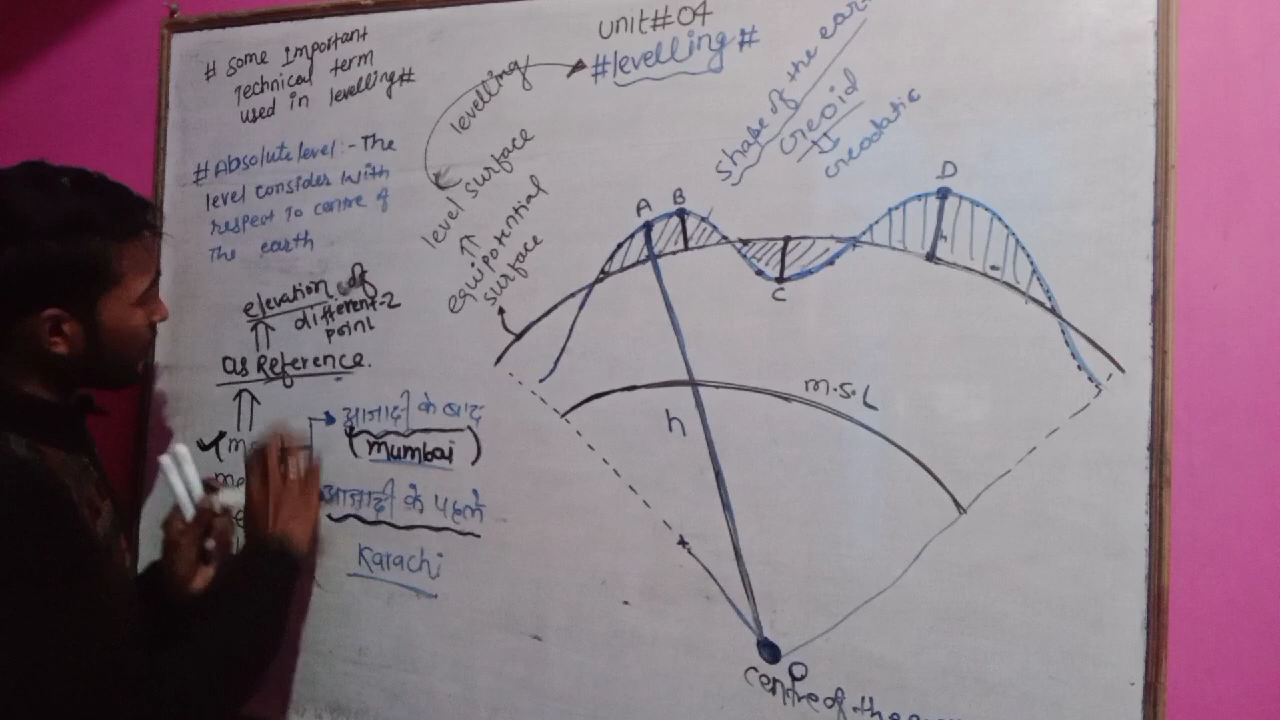 unit#04
#levelling#
# Some Important
Technical term
used in levelling#
#Absolute level:- The
level consider with
respect to centre of
The earth
elevation of
different-2
point
as Reference.
आजादी के बाद
(mumbai)
आजादी के पहले
Karachi
levelling
level surface
equipotential
surface
shape of the
Geoid
Geodatic
A
B
C
D
h
h
m.s.L
O
centre of the